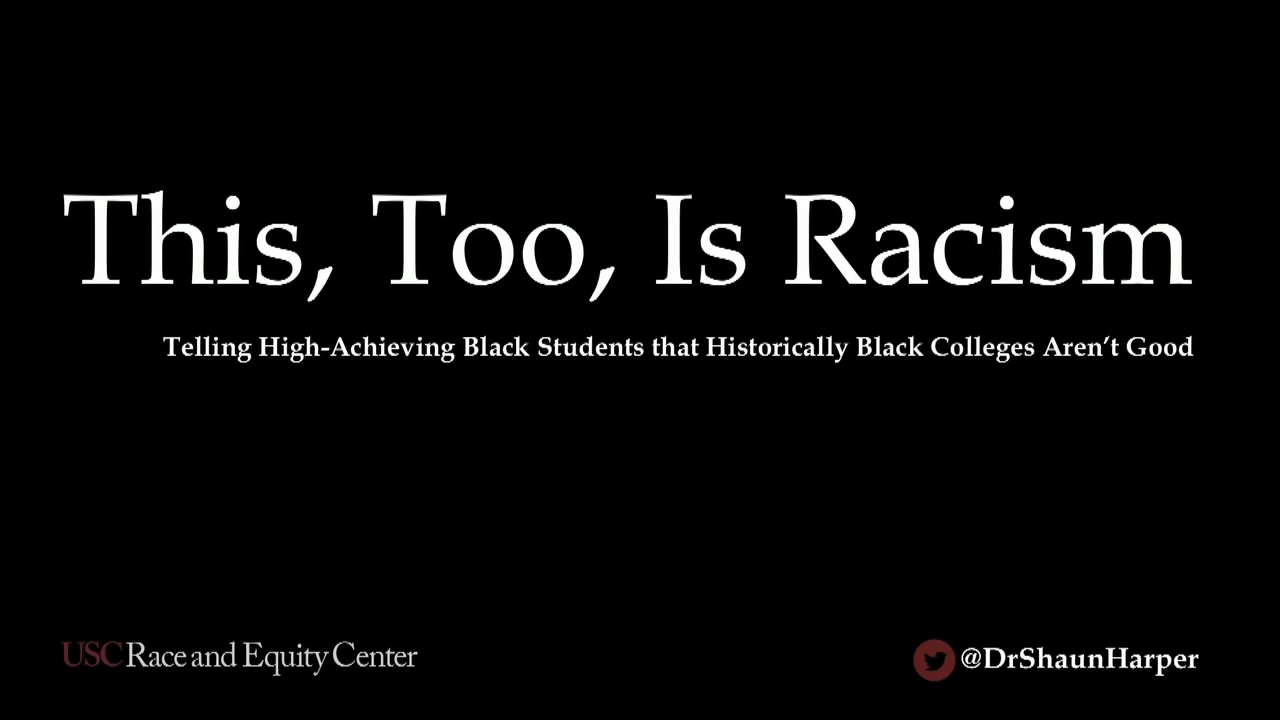 This, Too, Is Racism
Telling High-Achieving Black Students that Historically Black Colleges Aren’t Good
USC Race and Equity Center
@DrShaunHarper